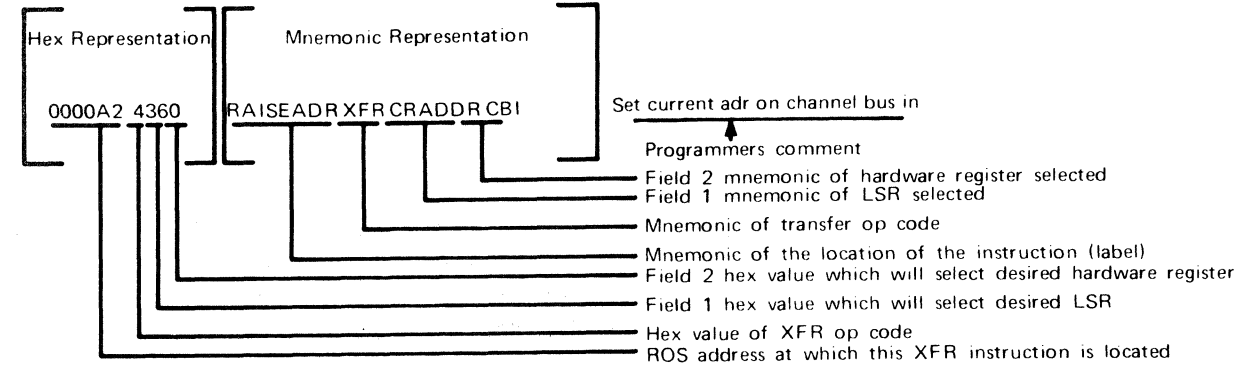 Hex Representation
Mnemonic Representation
0000A2 4360
RAISEADR XFR CRADDR CBI
Set current adr on channel bus in
Programmers comment
Field 2 mnemonic of hardware register selected
Field 1 mnemonic of LSR selected
Mnemonic of transfer op code
Mnemonic of the location of the instruction (label)
Field 2 hex value which will select desired hardware register
Field 1 hex value which will select desired LSR
Hex value of XFR op code
ROS address at which this XFR instruction is located